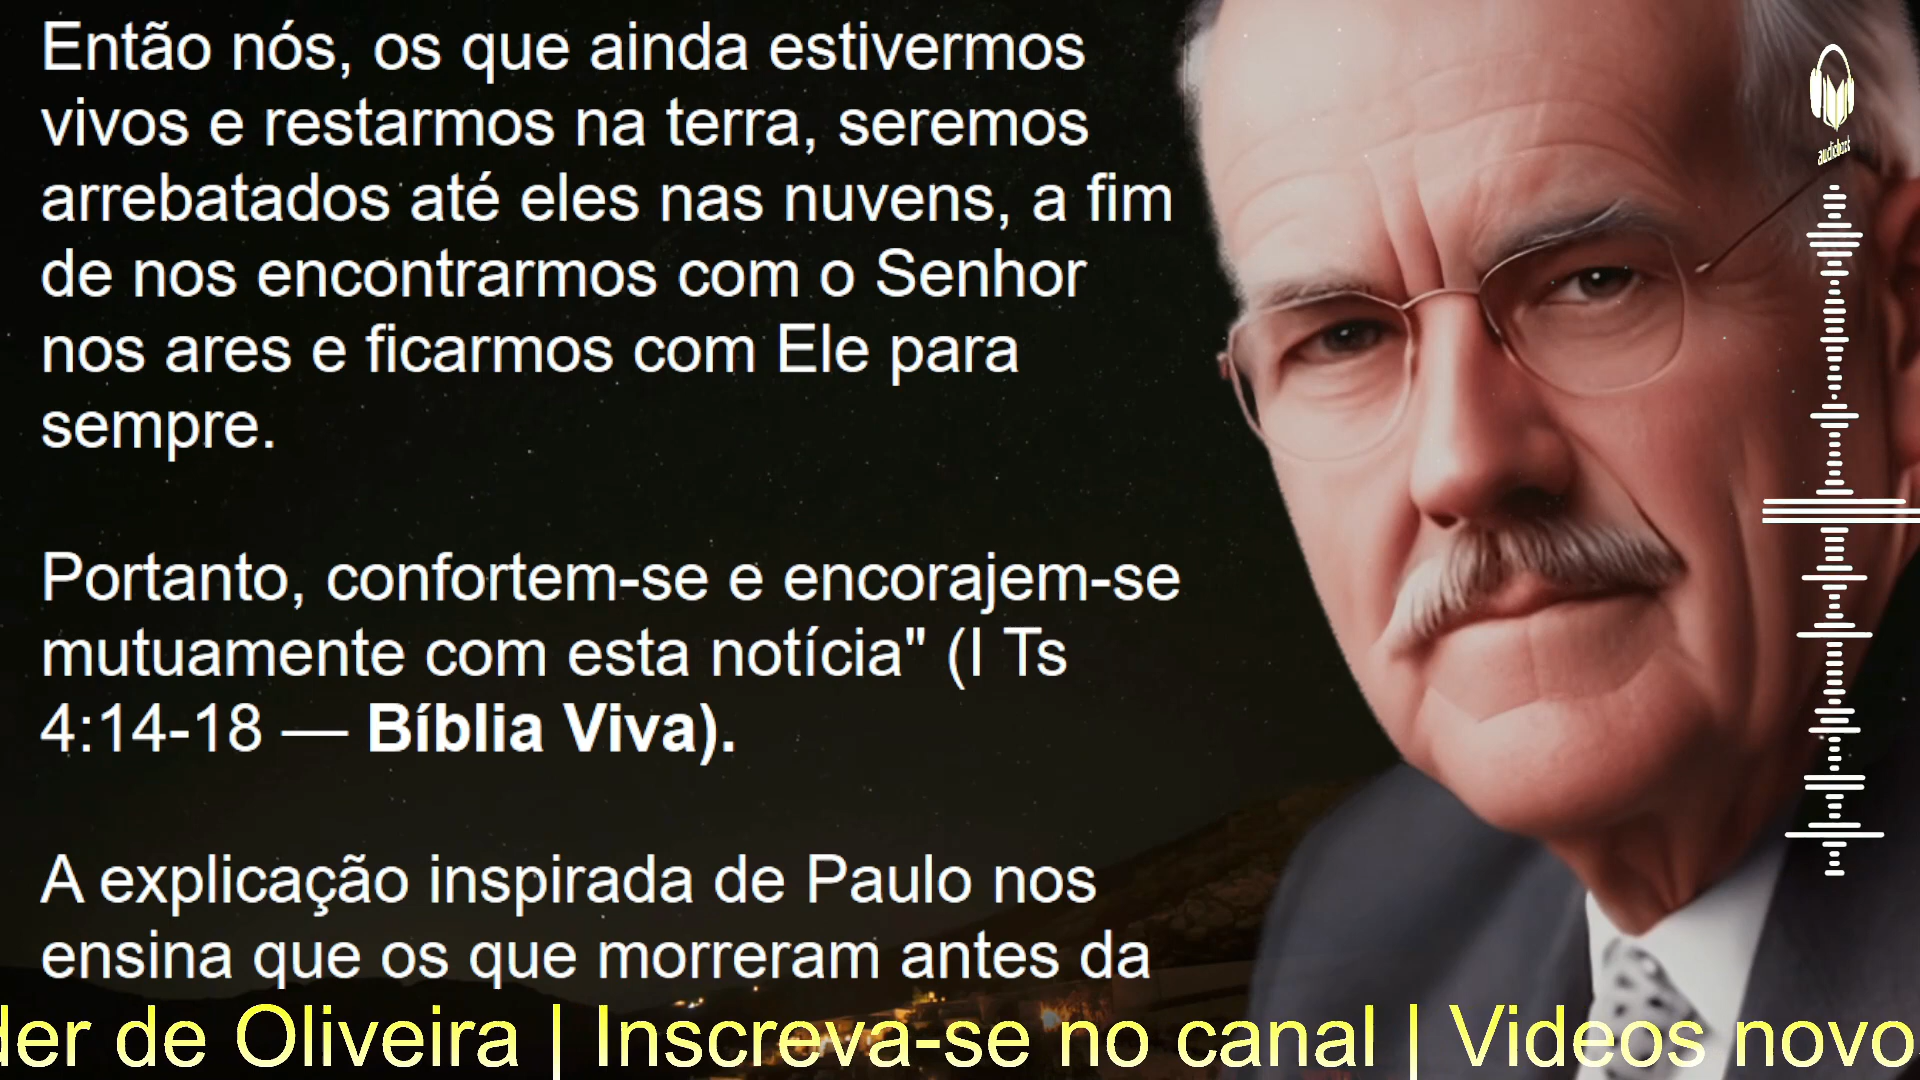 Então nós, os que ainda estivermos
vivos e restarmos na terra, seremos
arrebatados até eles nas nuvens, a fim
de nos encontrarmos com o Senhor
nos ares e ficarmos com Ele para
sempre.
Portanto, confortem-se e encorajem-se
mutuamente com esta notícia" (I Ts
4:14-18 — Bíblia Viva).
A explicação inspirada de Paulo nos
ensina que os que morreram antes da
der de Oliveira | Inscreva-se no canal | Videos novo